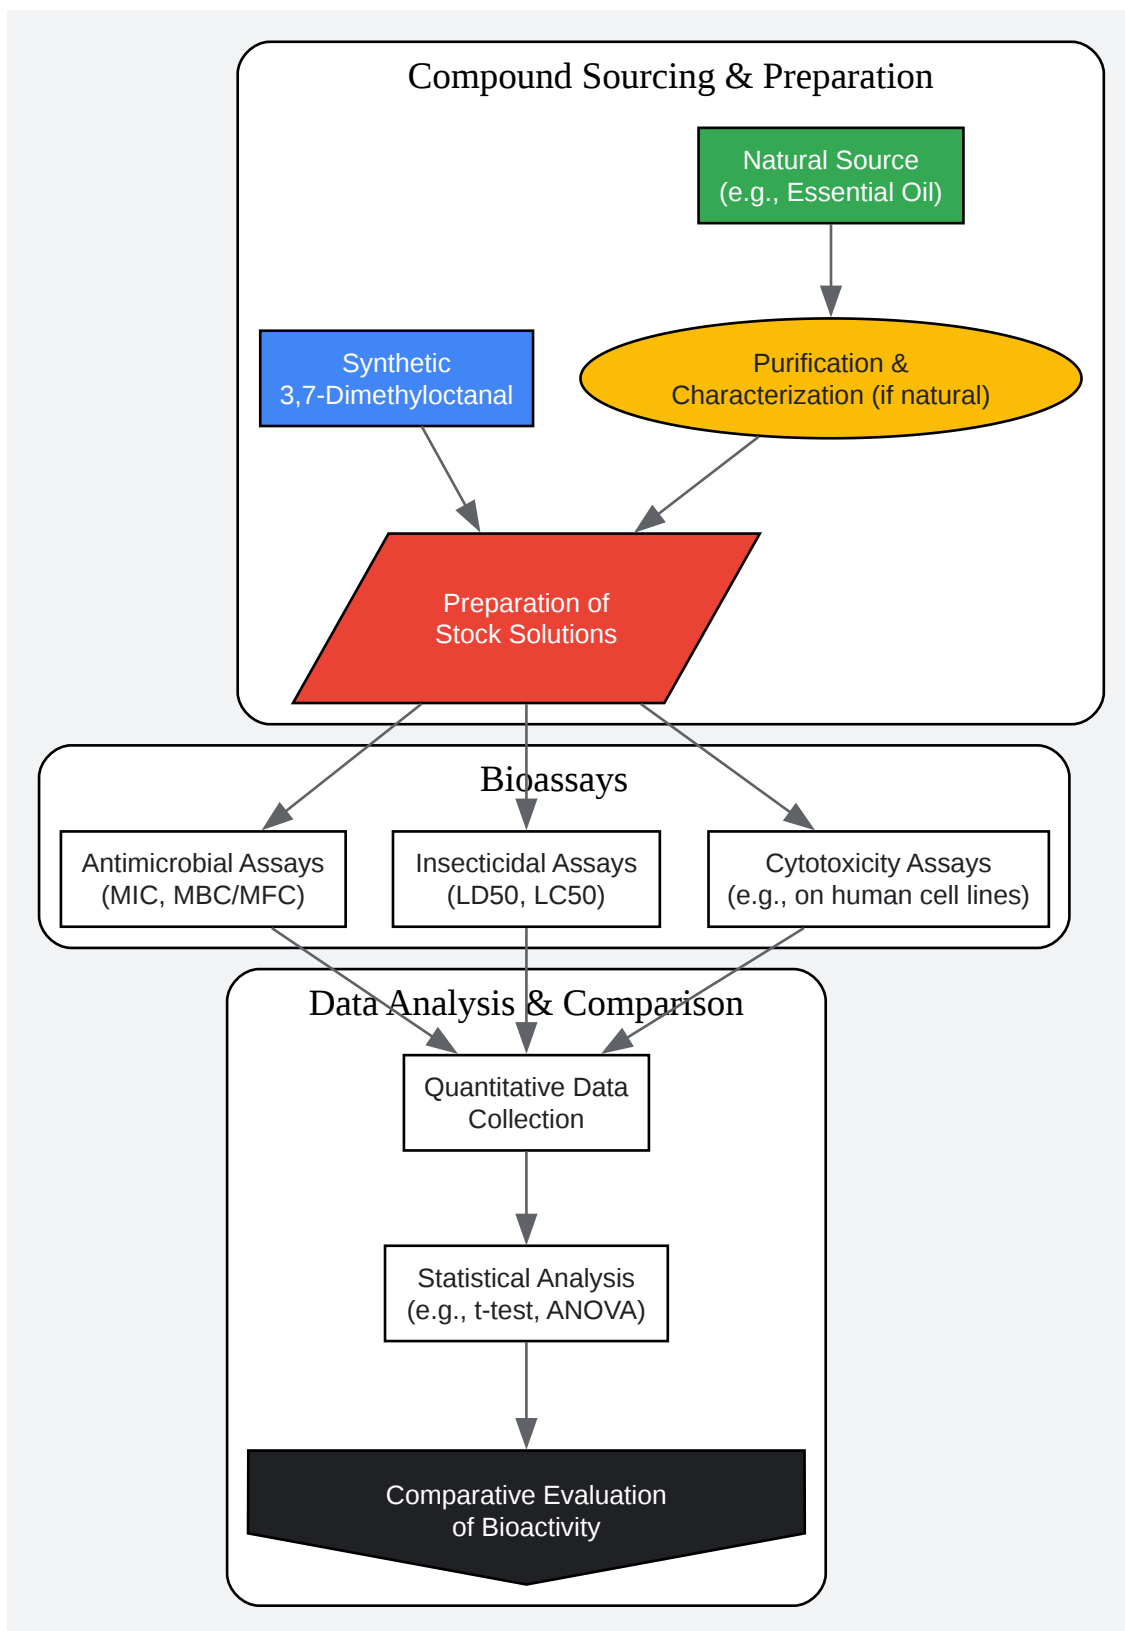 Compound Sourcing & Preparation
Natural Source
(e.g., Essential Oil)
Synthetic
3,7-Dimethyloctanal
Purification &
Characterization (if natural)
Preparation of
Stock Solutions
Bioassays
Antimicrobial Assays
(MIC, MBC/MFC)
Insecticidal Assays
(LD50, LC50)
Cytotoxicity Assays
(e.g., on human cell lines)
Data Analysis & Comparison
Quantitative Data
Collection
Statistical Analysis
(e.g., t-test, ANOVA)
Comparative Evaluation
of Bioactivity